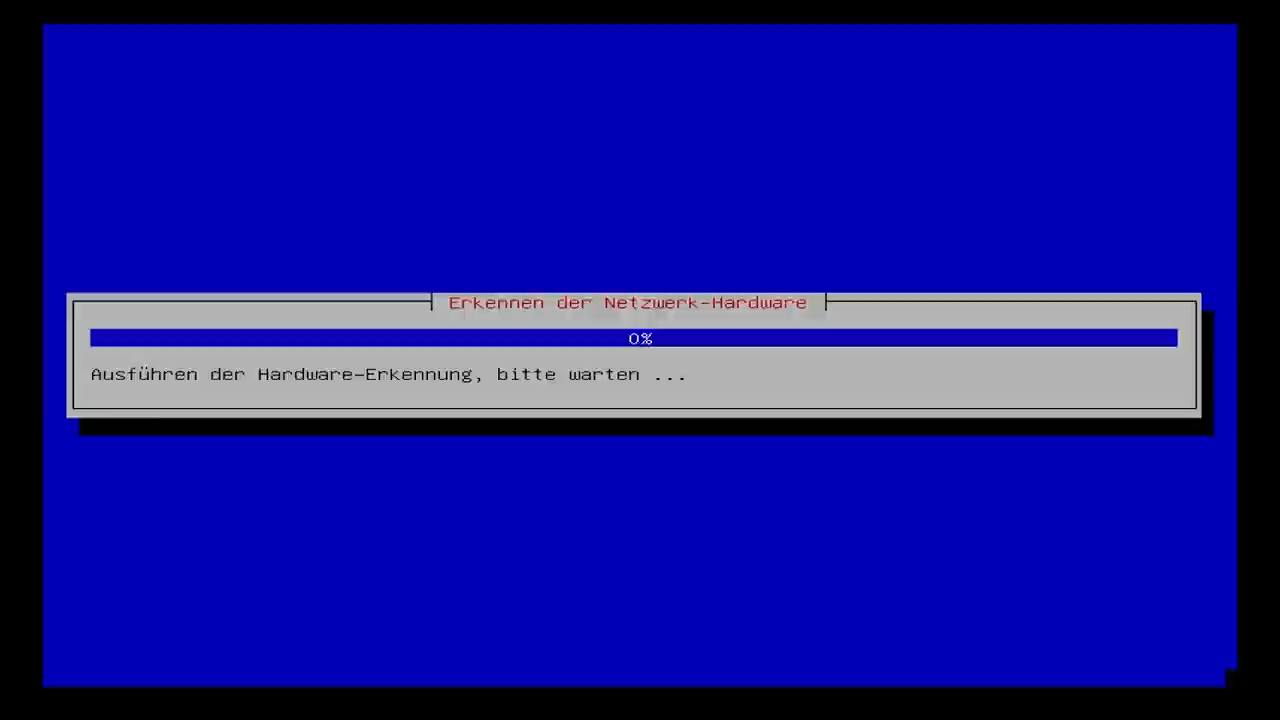 Erkennen der Netzwerk-Hardware
0%
Ausführen der Hardware-Erkennung, bitte warten ...